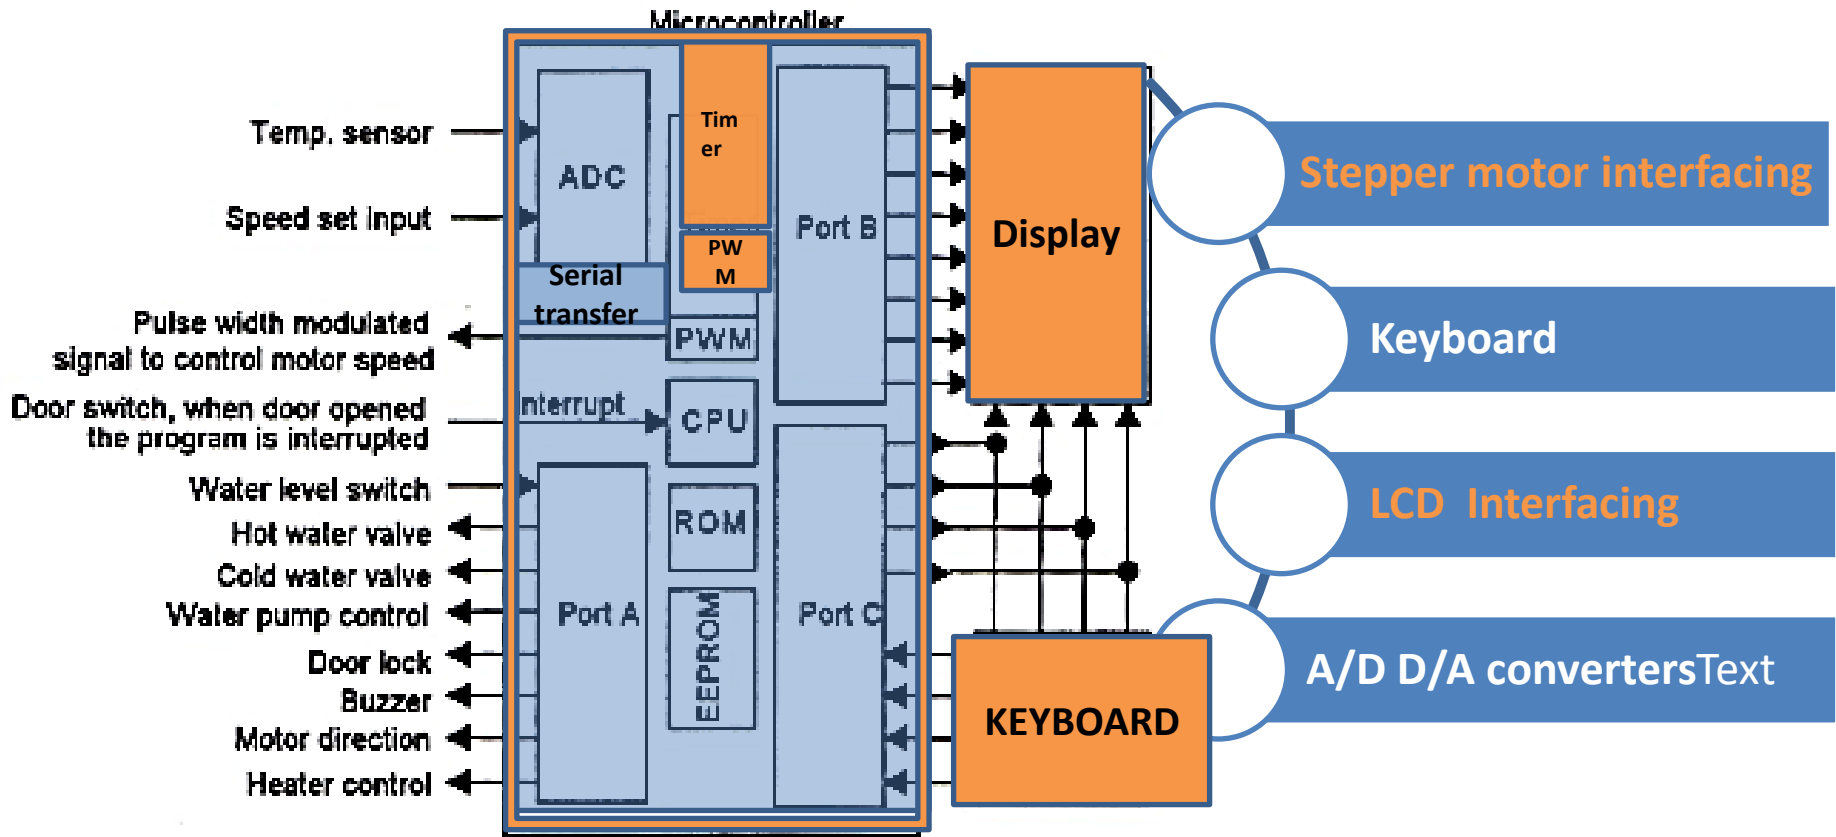 Microcontroller
Temp. sensor
Speed set input
Pulse width modulated
signal to control motor speed
Door switch, when door opened
the program is interrupted
Water level switch
Hot water valve
Cold water valve
Water pump control
Door lock
Buzzer
Motor direction
Heater control
ADC
Serial
transfer
Tim
er
PW
M
PWM
nterrupt
CPU
ROM
EEPROM
Port A
Port B
Port C
Display
KEYBOARD
Stepper motor interfacing
Keyboard
LCD Interfacing
A/D D/A convertersText